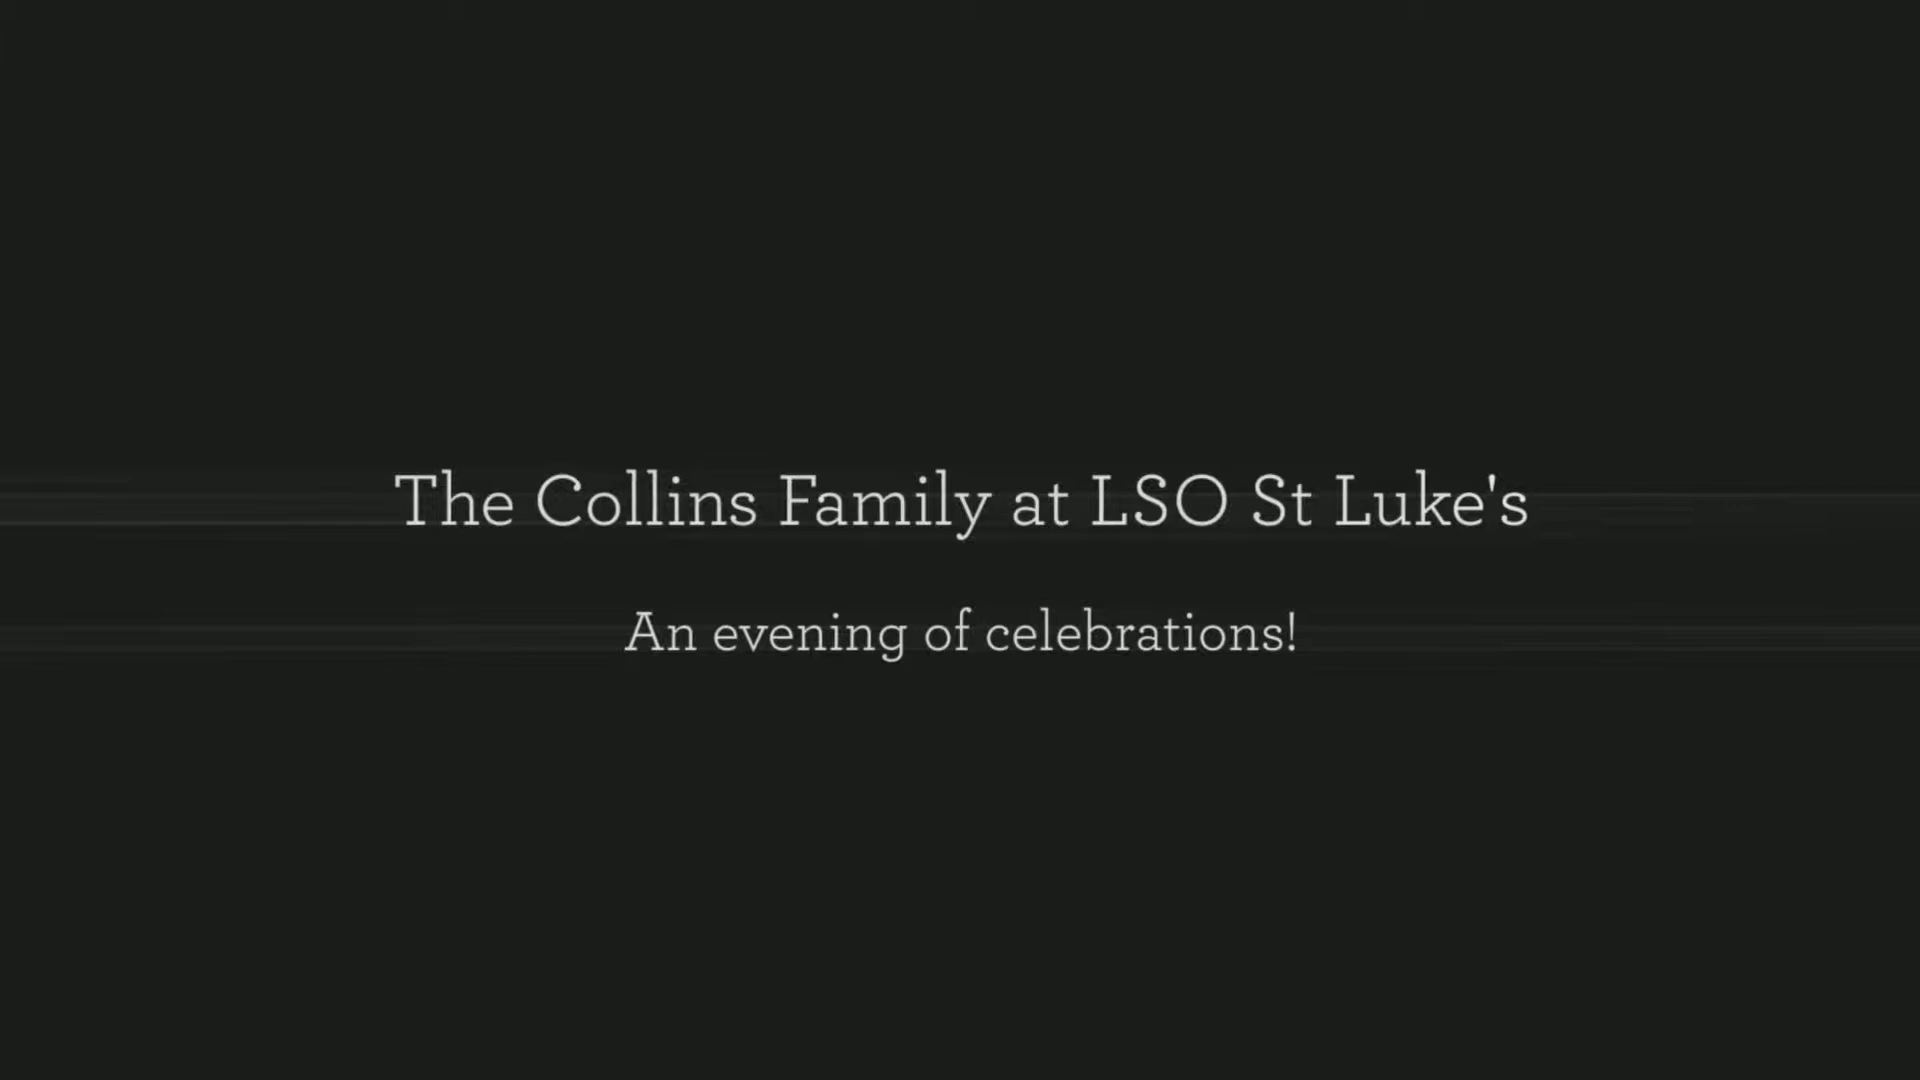 The Collins Family at LSO St Luke's
An evening of celebrations!